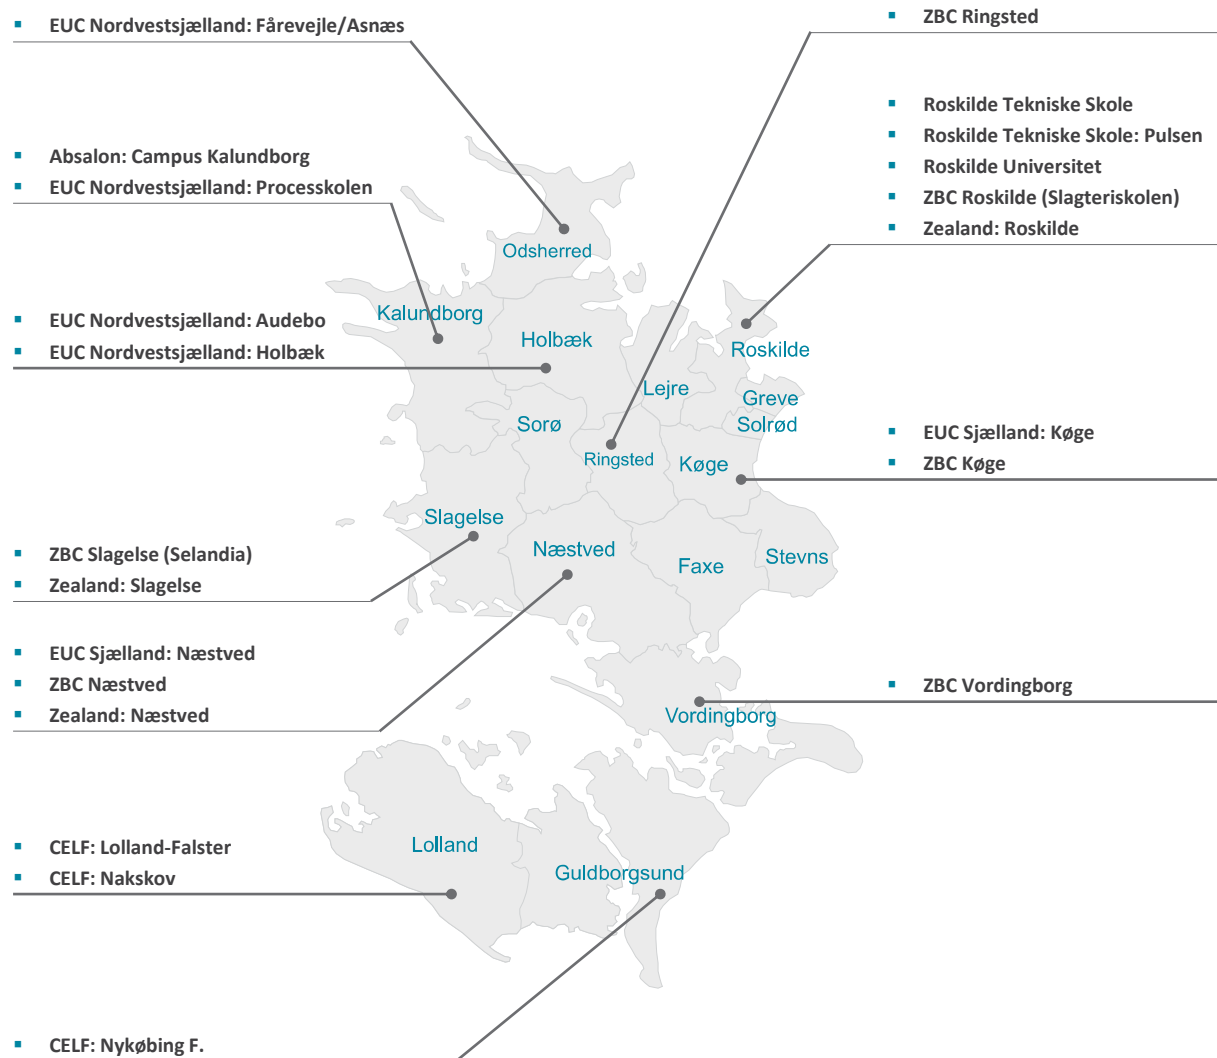 EUC Nordvestsjælland: Fårevejle/Asnæs
Absalon: Campus Kalundborg
EUC Nordvestsjælland: Processkolen
EUC Nordvestsjælland: Audebo
EUC Nordvestsjælland: Holbæk
ZBC Slagelse (Selandia)
Zealand: Slagelse
EUC Sjælland: Næstved
ZBC Næstved
Zealand: Næstved
CELF: Lolland-Falster
CELF: Nakskov
CELF: Nykøbing F.
Odsherred
Kalundborg
Holbæk
Roskilde
Lejre
Greve
Sorø
Solrød
Ringsted
Køge
Slagelse
Næstved
Faxe
Stevns
Vordingborg
Lolland
Guldborgsund
ZBC Ringsted
Roskilde Tekniske Skole
Roskilde Tekniske Skole: Pulsen
Roskilde Universitet
ZBC Roskilde (Slagteriskolen)
Zealand: Roskilde
EUC Sjælland: Køge
ZBC Køge
ZBC Vordingborg